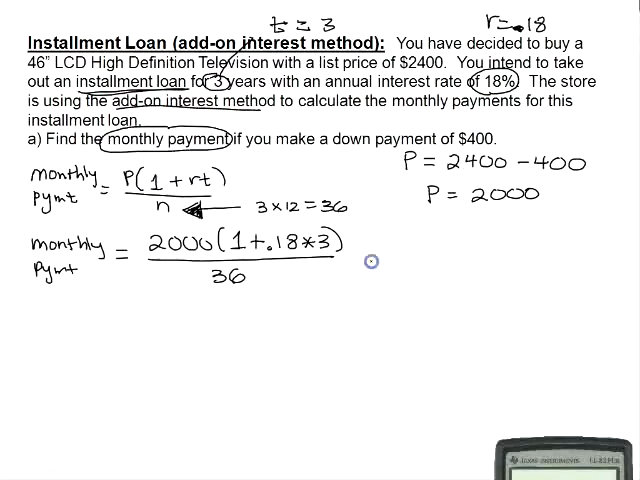 t = 3
r = .18
Installment Loan (add-on interest method): You have decided to buy a
46" LCD High Definition Television with a list price of $2400. You intend to take
out an installment loan for 3 years with an annual interest rate of 18%. The store
is using the add-on interest method to calculate the monthly payments for this
installment loan.
a) Find the monthly payment if you make a down payment of $400.
P = 2400 - 400
P = 2000
monthly pymt = P(1 + rt) / n
3 x 12 = 36
monthly pymt = 2000(1 + .18 * 3) / 36
TEXAS INSTRUMENTS